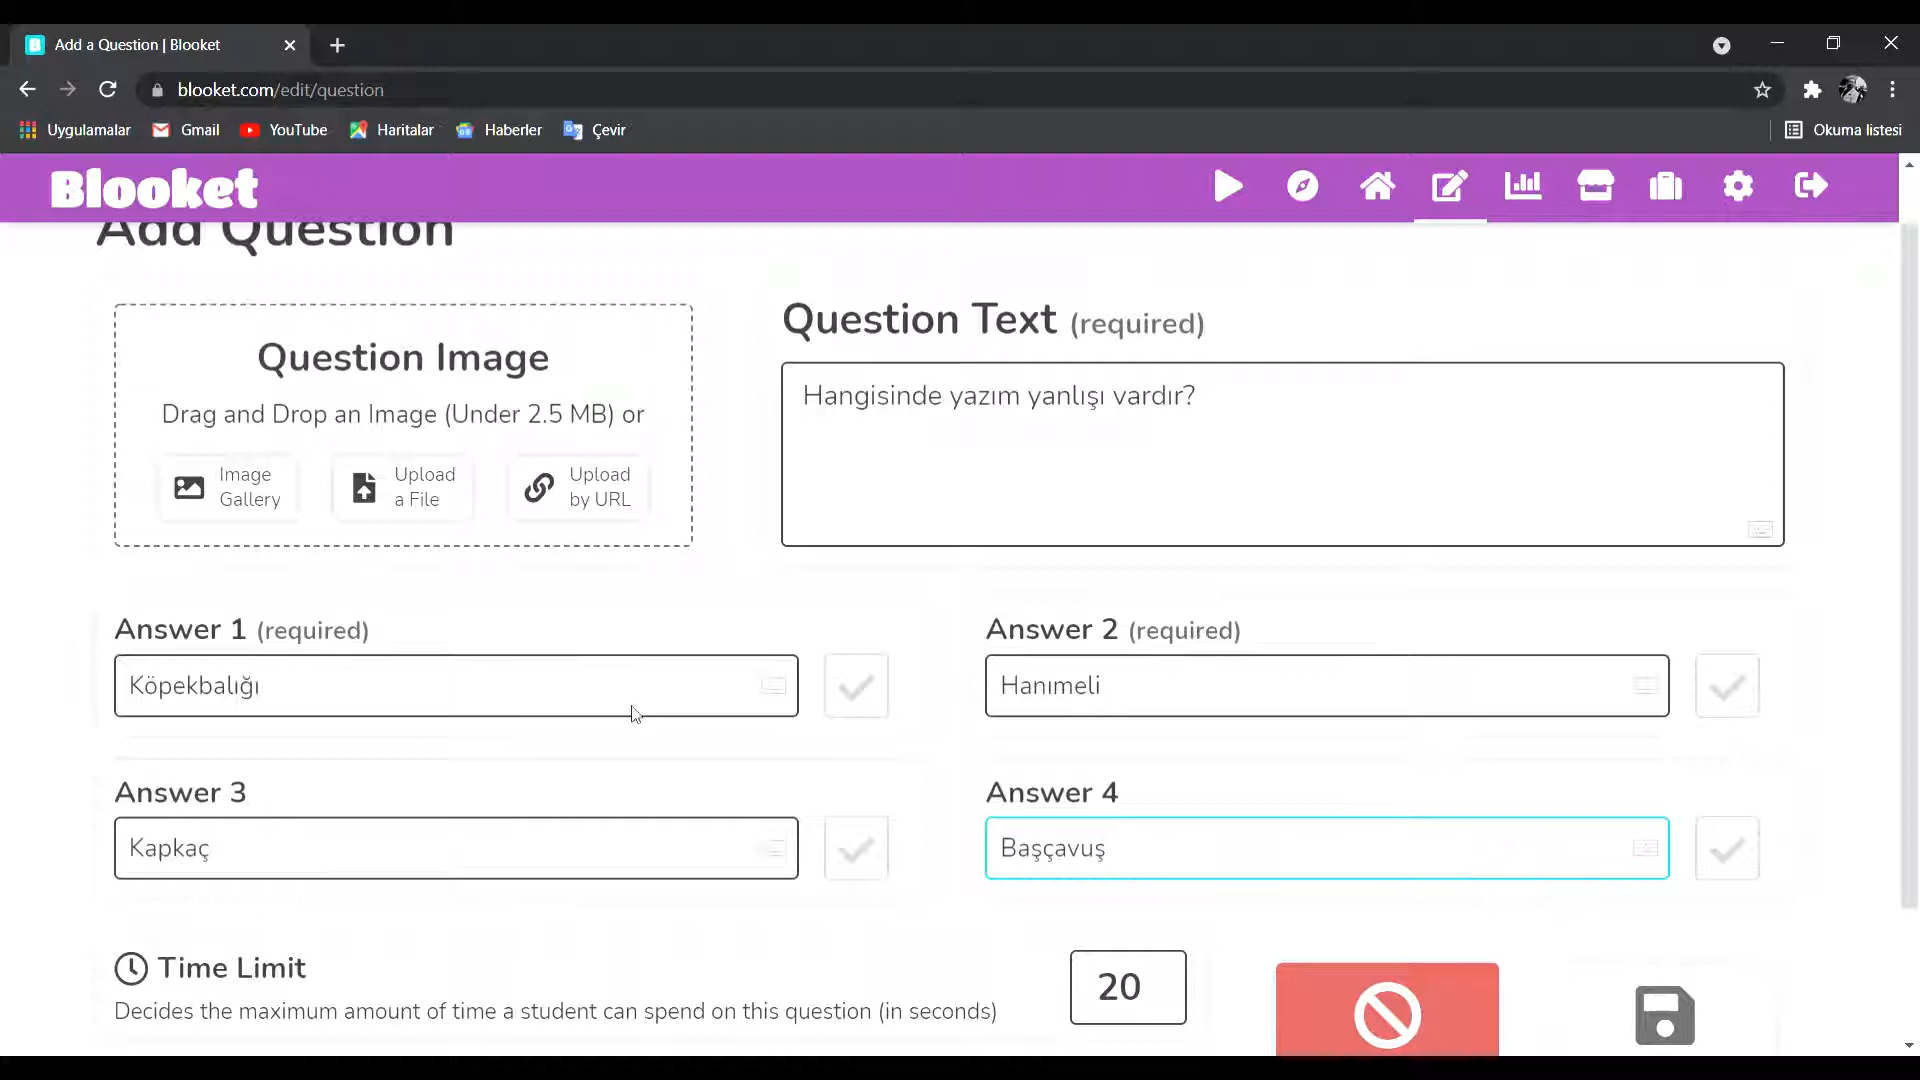 Add a Question | Blooket
blooket.com/edit/question
Uygulamalar
Gmail
YouTube
Haritalar
Haberler
Çevir
Okuma listesi
Blooket
Add Question
Question Image
Drag and Drop an Image (Under 2.5 MB) or
Image
Gallery
Upload
a File
Upload
by URL
Question Text (required)
Hangisinde yazım yanlışı vardır?
Answer 1 (required)
Köpekbalığı
Answer 2 (required)
Hanımeli
Answer 3
Kapkaç
Answer 4
Başçavuş
Time Limit
Decides the maximum amount of time a student can spend on this question (in seconds)
20